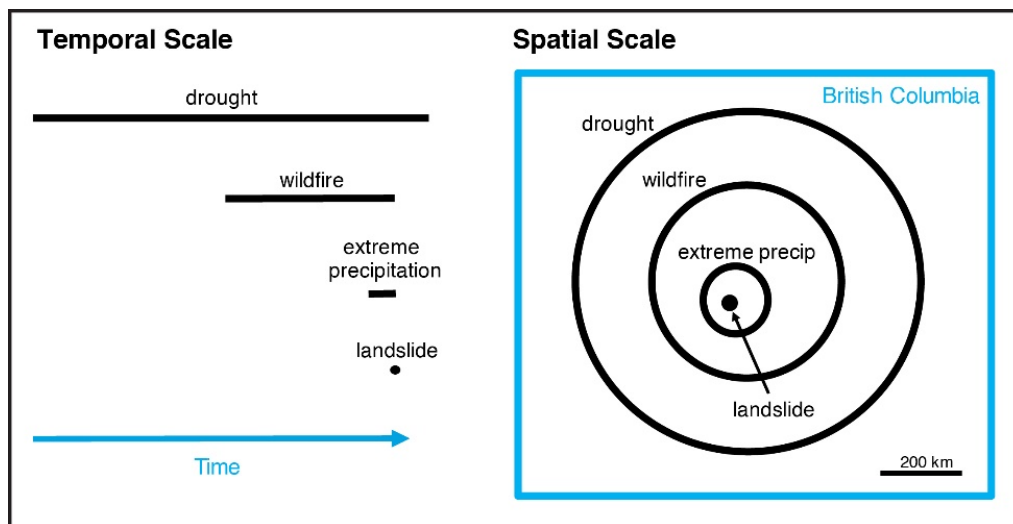 Temporal Scale
drought
wildfire
extreme
precipitation
landslide
Time
Spatial Scale
British Columbia
drought
wildfire
extreme precip
landslide
200 km